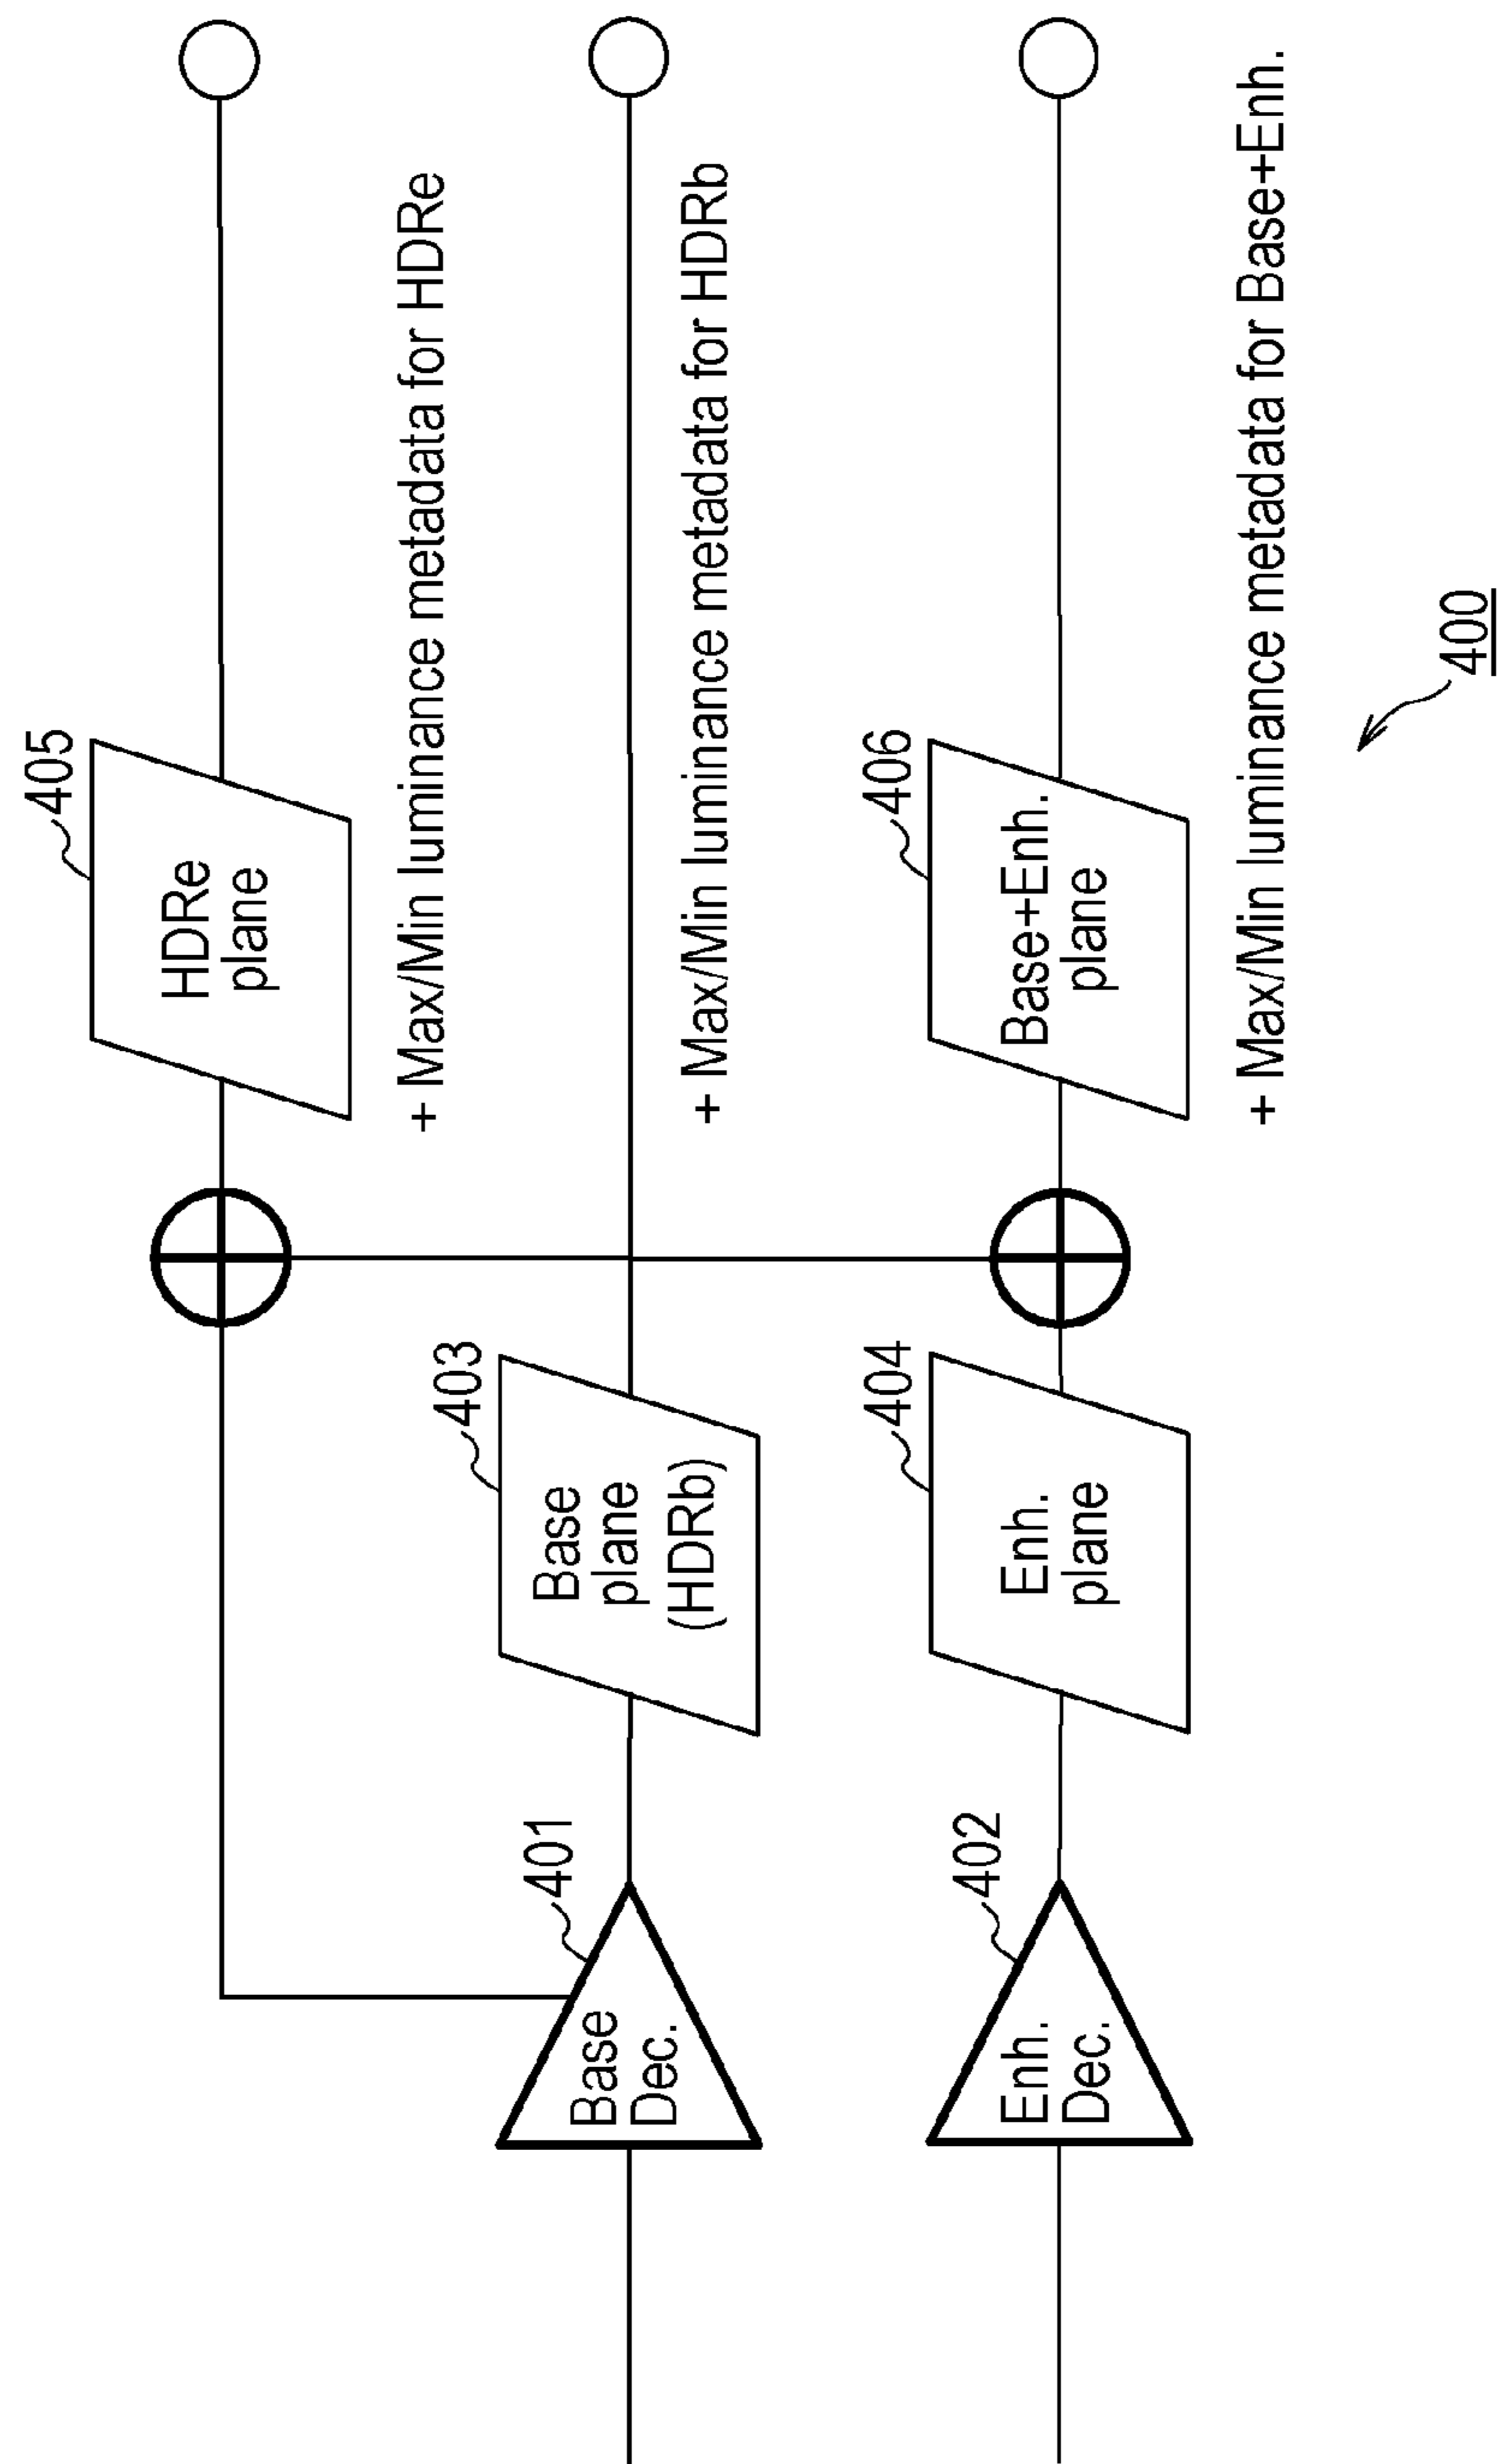 405
HDRe
plane
+ Max/Min luminance metadata for HDRe
403
Base
plane
(HDRb)
401
Base
Dec.
+ Max/Min luminance metadata for HDRb
406
Base+Enh.
plane
404
Enh.
plane
402
Enh.
Dec.
+ Max/Min luminance metadata for Base+Enh.
400